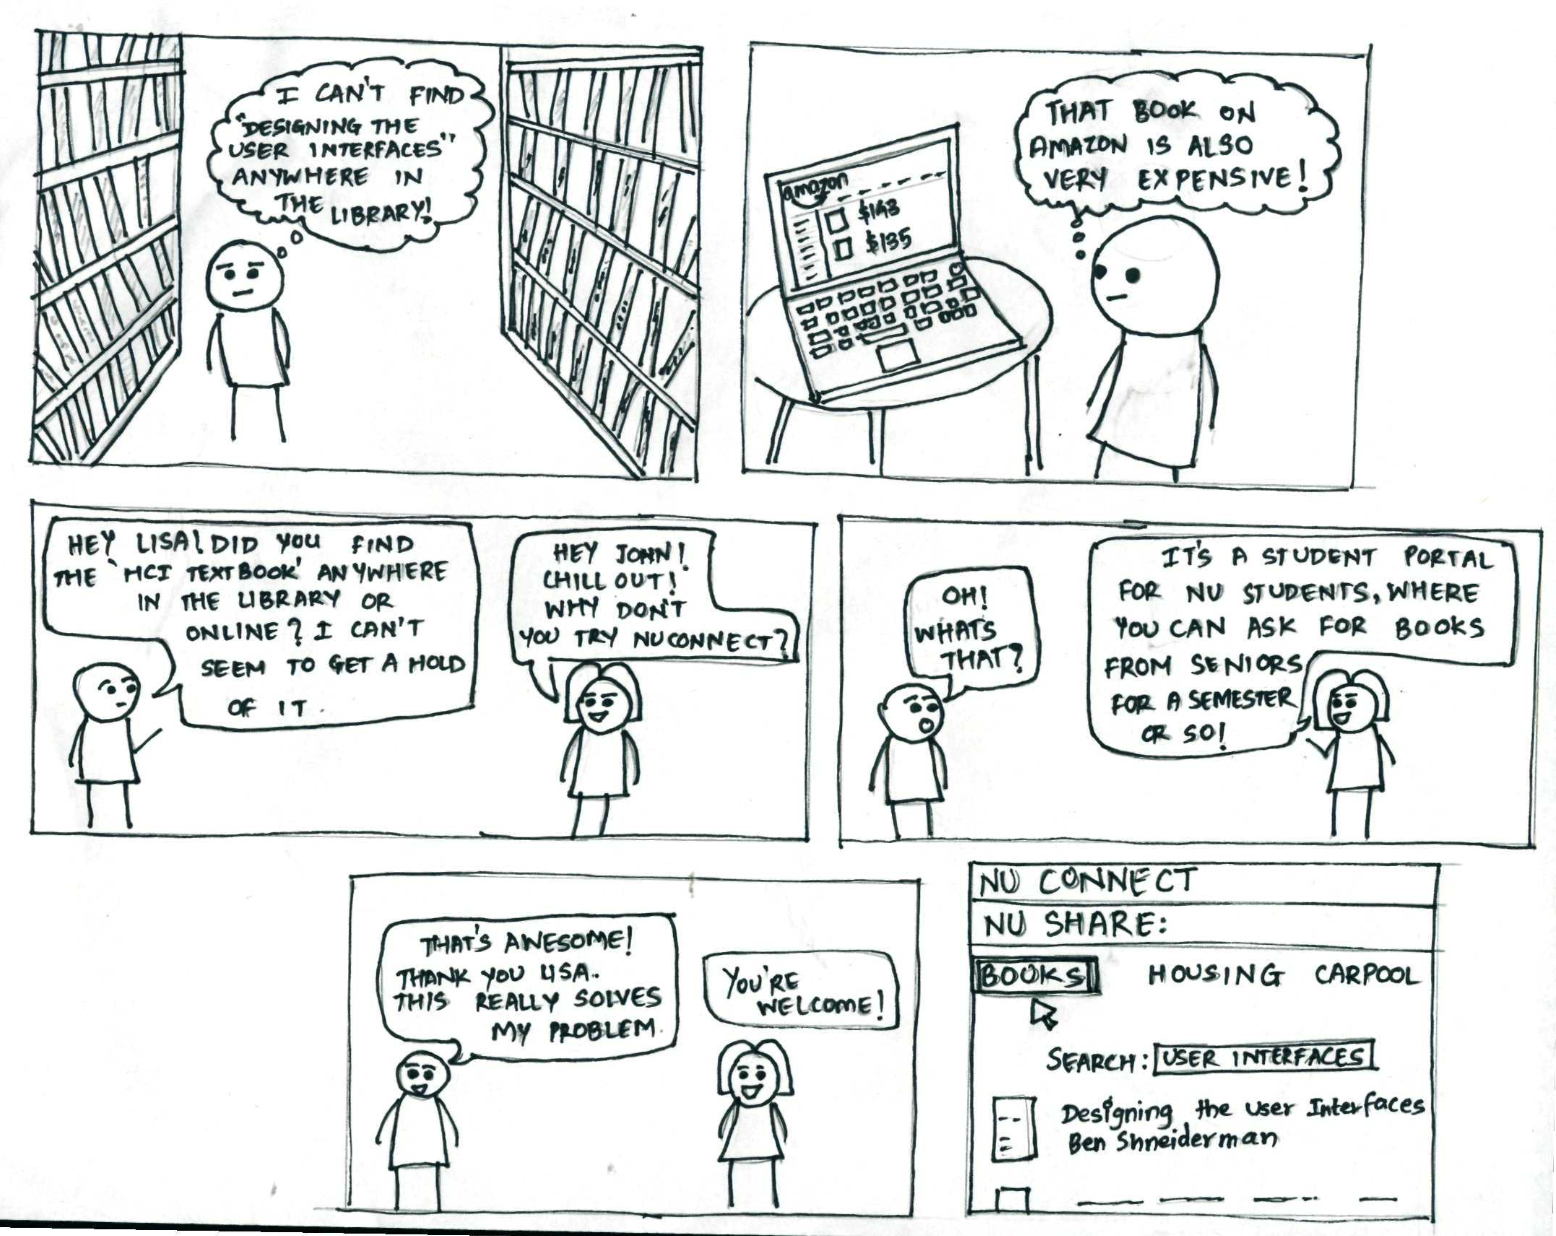 I CAN'T FIND
"DESIGNING THE
USER INTERFACES"
ANYWHERE IN
THE LIBRARY!
THAT BOOK ON
AMAZON IS ALSO
VERY EXPENSIVE!
amazon
$143
$135
HEY LISA! DID YOU FIND
THE 'HCI TEXTBOOK' ANYWHERE
IN THE LIBRARY OR
ONLINE? I CAN'T
SEEM TO GET A HOLD
OF IT.
HEY JOHN!
CHILL OUT!
WHY DON'T
YOU TRY NUCONNECT?
OH!
WHAT'S
THAT?
IT'S A STUDENT PORTAL
FOR NU STUDENTS, WHERE
YOU CAN ASK FOR BOOKS
FROM SENIORS
FOR A SEMESTER
OR SO!
THAT'S AWESOME!
THANK YOU LISA.
THIS REALLY SOLVES
MY PROBLEM.
YOU'RE
WELCOME!
NU CONNECT
NU SHARE:
BOOKS HOUSING CARPOOL
SEARCH: USER INTERFACES
Designing the User Interfaces
Ben Shneiderman